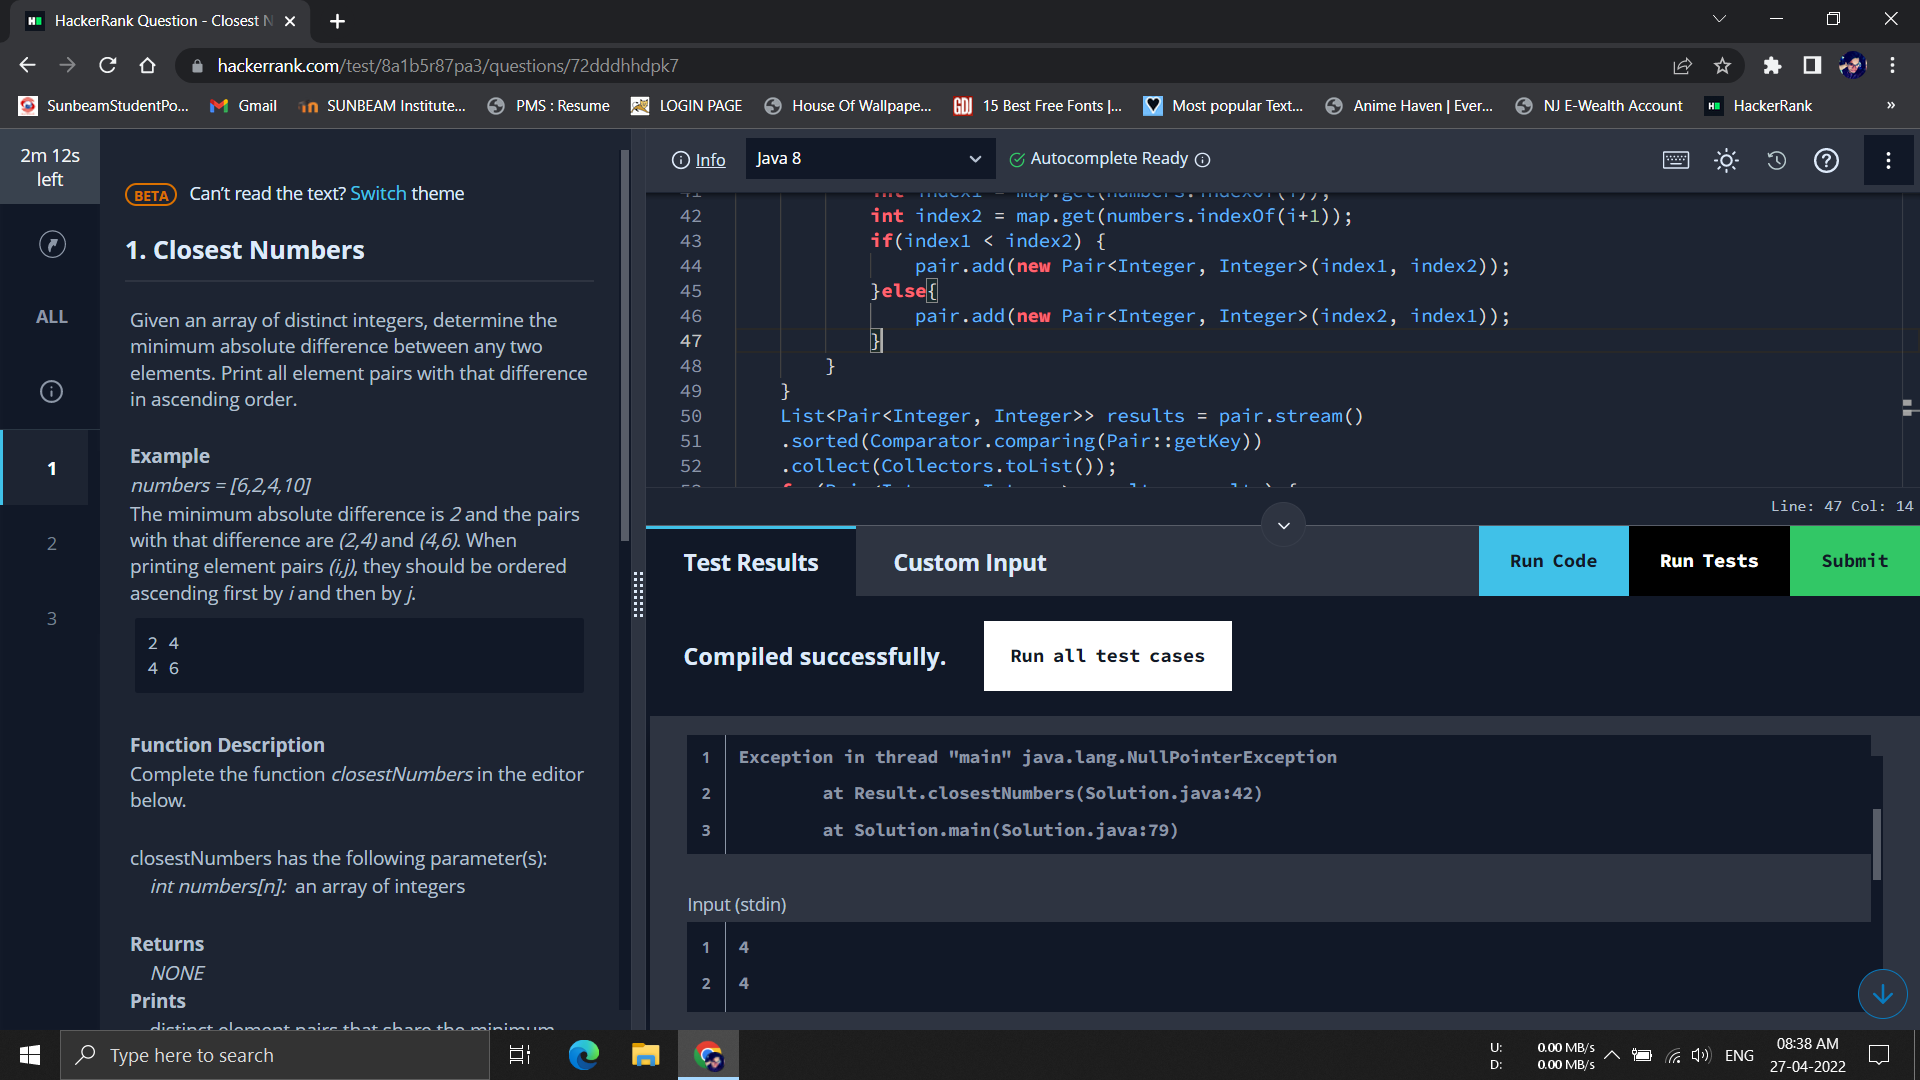 HackerRank Question - Closest N
hackerrank.com/test/8a1b5r87pa3/questions/72dddhhdpk7
SunbeamStudentPo...
Gmail
SUNBEAM Institute...
PMS : Resume
LOGIN PAGE
House Of Wallpape...
15 Best Free Fonts |...
Most popular Text...
Anime Haven | Ever...
NJ E-Wealth Account
HackerRank
»
2m 12s
left
ALL
1
2
3
BETA Can't read the text? Switch theme
1. Closest Numbers
Given an array of distinct integers, determine the
minimum absolute difference between any two
elements. Print all element pairs with that difference
in ascending order.
Example
numbers = [6,2,4,10]
The minimum absolute difference is 2 and the pairs
with that difference are (2,4) and (4,6). When
printing element pairs (i,j), they should be ordered
ascending first by i and then by j.
2 4
4 6
Function Description
Complete the function closestNumbers in the editor
below.
closestNumbers has the following parameter(s):
int numbers[n]: an array of integers
Returns
NONE
Prints
distinct element pairs that share the minimum
Info
Java 8
Autocomplete Ready
41 int index1 = map.get(numbers.indexOf(i));
42 int index2 = map.get(numbers.indexOf(i+1));
43 if(index1 < index2) {
44 pair.add(new Pair<Integer, Integer>(index1, index2));
45 }else{
46 pair.add(new Pair<Integer, Integer>(index2, index1));
47 }
48 }
49 }
50 List<Pair<Integer, Integer>> results = pair.stream()
51 .sorted(Comparator.comparing(Pair::getKey))
52 .collect(Collectors.toList());
Line: 47 Col: 14
Test Results
Custom Input
Run Code
Run Tests
Submit
Compiled successfully.
Run all test cases
1 Exception in thread "main" java.lang.NullPointerException
2 at Result.closestNumbers(Solution.java:42)
3 at Solution.main(Solution.java:79)
Input (stdin)
1 4
2 4
Type here to search
U: 0.00 MB/s
D: 0.00 MB/s
ENG
08:38 AM
27-04-2022